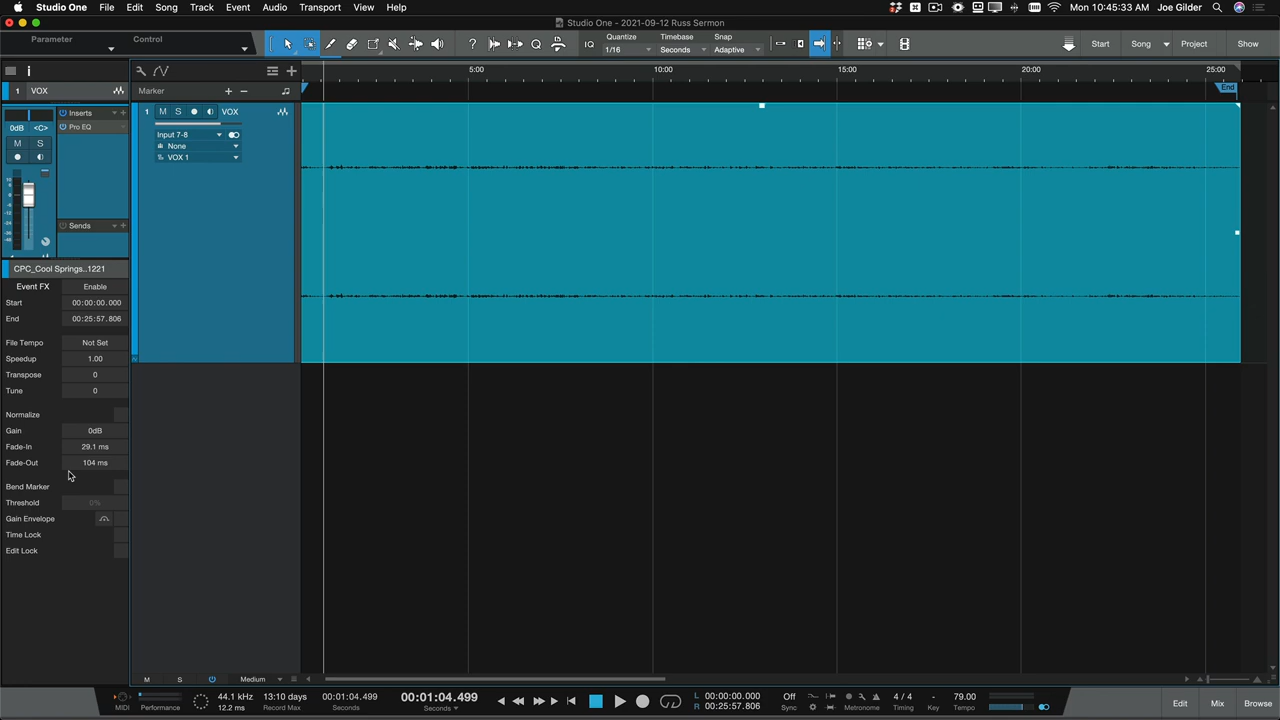 Studio One File Edit Song Track Event Audio Transport View Help Mon 10:45:33 AM Joe Gilder
Studio One - 2021-09-12 Russ Sermon
Parameter Control ? IQ Quantize 1/16 Timebase Seconds Snap Adaptive Start Song Project Show
5:00 10:00 15:00 20:00 25:00
1 VOX Marker End
Inserts 1 M S VOX
0dB <C> Pro EQ
M S Input 7-8
None
VOX 1
10
6
Sends
CPC_Cool Springs..1221
Event FX Enable
Start 00:00:00.000
End 00:25:57.806
File Tempo Not Set
Speedup 1.00
Transpose 0
Tune 0
Normalize
Gain 0dB
Fade-In 29.1 ms
Fade-Out 104 ms
Bend Marker
Threshold 0%
Gain Envelope
Time Lock
Edit Lock
M S Medium
MIDI Performance 44.1 kHz 12.2 ms 13:10 days Record Max 00:01:04.499 Seconds 00:01:04.499 Seconds L 00:00:00.000 R 00:25:57.806 Off Sync Metronome 4 / 4 Timing Key 79.00 Tempo Edit Mix Browse